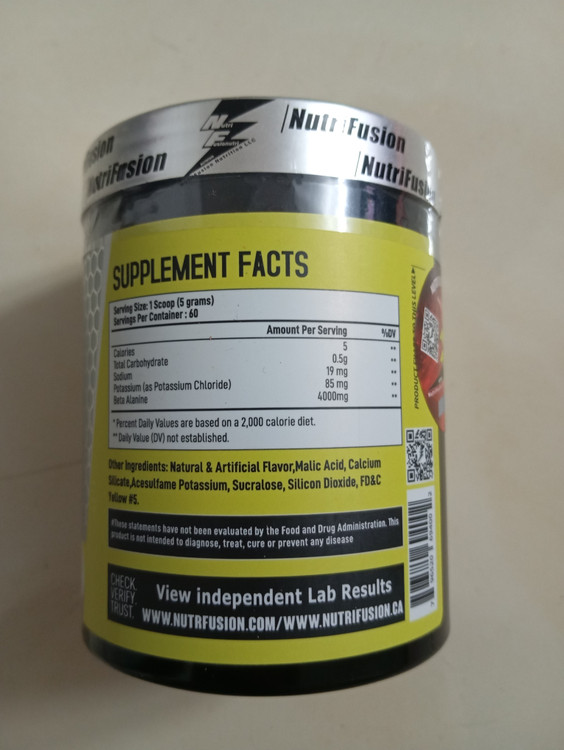 NutriFusion
NutriFusion
NutriFusion
SUPPLEMENT FACTS
Serving Size: 1 Scoop (5 grams)
Servings Per Container : 60
Amount Per Serving %DV
Calories 5 **
Total Carbohydrate 0.5g **
Sodium 19 mg **
Potassium (as Potassium Chloride) 85 mg **
Beta Alanine 4000mg **
* Percent Daily Values are based on a 2,000 calorie diet.
** Daily Value (DV) not established.
Other Ingredients: Natural & Artificial Flavor,Malic Acid, Calcium
Silicate,Acesulfame Potassium, Sucralose, Silicon Dioxide, FD&C
Yellow #5.
#These statements have not been evaluated by the Food and Drug Administration. This
product is not intended to diagnose, treat, cure or prevent any disease
CHECK.
VERIFY.
TRUST.
View independent Lab Results
WWW.NUTRFUSION.COM/WWW.NUTRIFUSION.CA